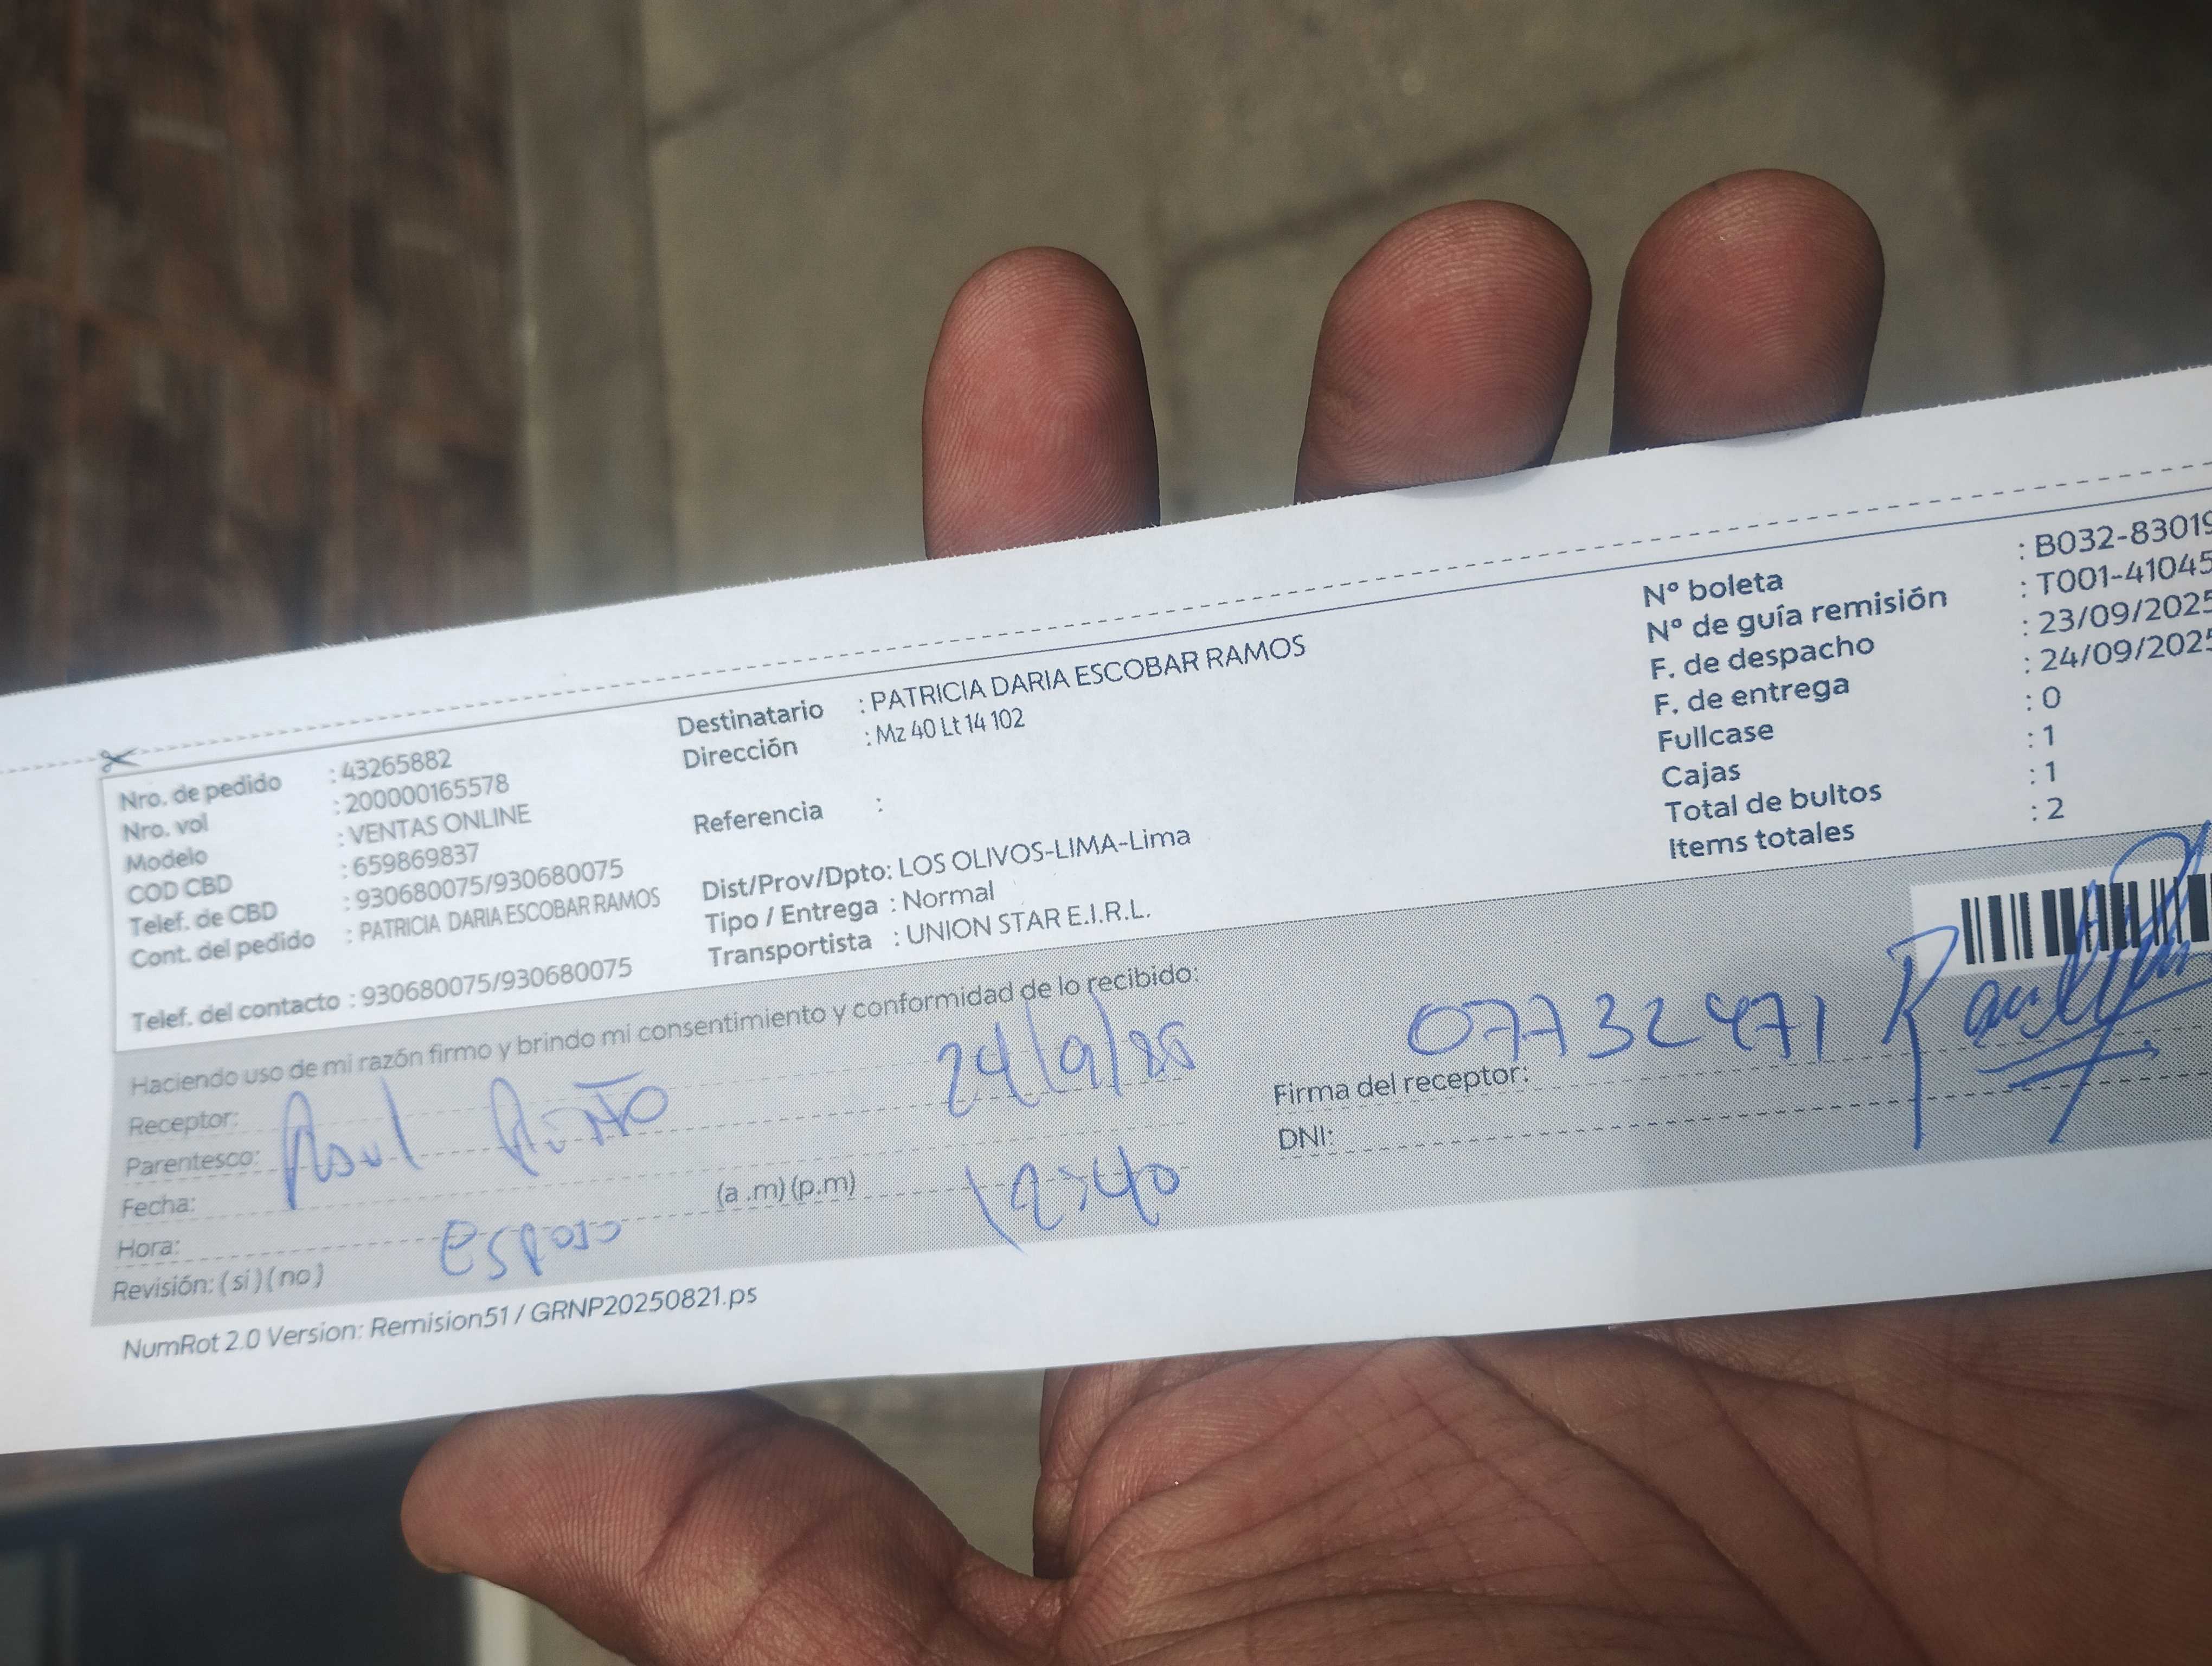 Nro. de pedido : 43265882
Nro. vol : 200000165578
Modelo : VENTAS ONLINE
COD CBD : 659869837
Telef. de CBD : 930680075/930680075
Cont. del pedido : PATRICIA DARIA ESCOBAR RAMOS
Telef. del contacto : 930680075/930680075
Destinatario : PATRICIA DARIA ESCOBAR RAMOS
Dirección : Mz 40 Lt 14 102
Referencia :
Dist/Prov/Dpto: LOS OLIVOS-LIMA-Lima
Tipo / Entrega : Normal
Transportista : UNION STAR E.I.R.L.
Nº boleta : B032-83019
Nº de guía remisión : T001-41045
F. de despacho : 23/09/2025
F. de entrega : 24/09/2025
Fullcase : 0
Cajas : 1
Total de bultos : 1
Items totales : 2
Haciendo uso de mi razón firmo y brindo mi consentimiento y conformidad de lo recibido:
Receptor:
Parentesco:
Fecha:
Hora: (a .m) (p.m)
Revisión: ( si ) ( no )
24/9/25
esposo
12:40
07732471
Firma del receptor:
DNI:
NumRot 2.0 Version: Remision51 / GRNP20250821.ps